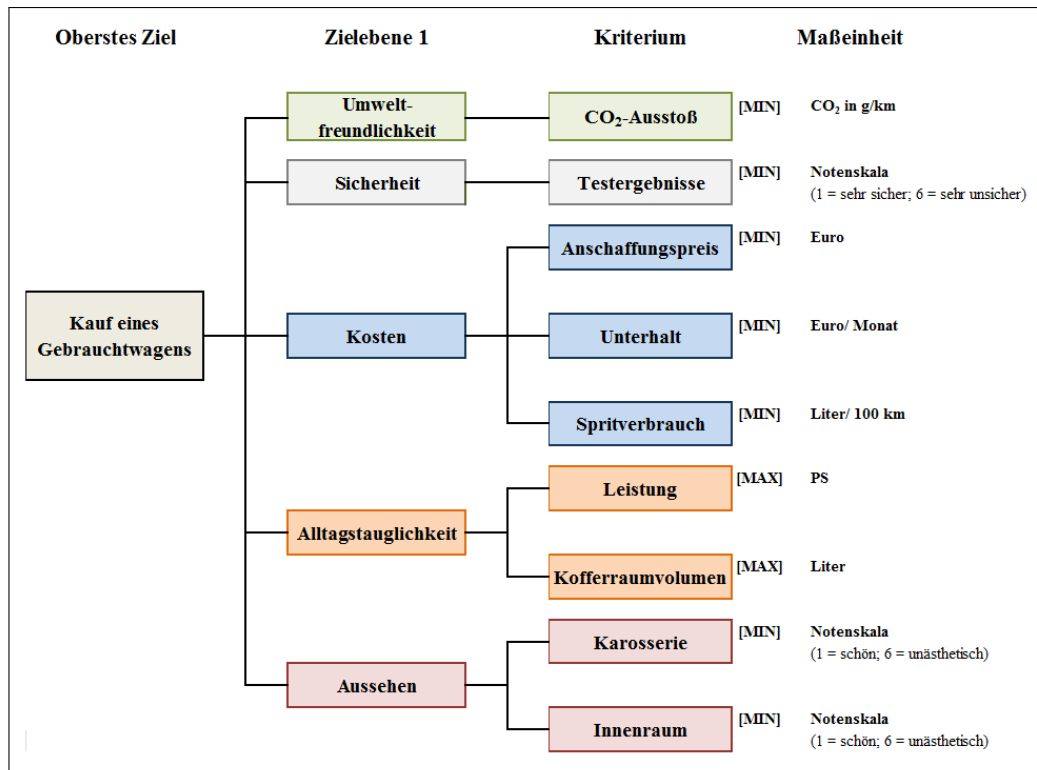 Oberstes Ziel Zielebene 1 Kriterium Maßeinheit
Umwelt-
freundlichkeit
CO₂-Ausstoß [MIN] CO₂ in g/km
Sicherheit Testergebnisse [MIN] Notenskala
(1 = sehr sicher; 6 = sehr unsicher)
Anschaffungspreis [MIN] Euro
Kauf eines
Gebrauchtwagens
Kosten Unterhalt [MIN] Euro/ Monat
Spritverbrauch [MIN] Liter/ 100 km
Leistung [MAX] PS
Alltagstauglichkeit
Kofferraumvolumen [MAX] Liter
Karosserie [MIN] Notenskala
(1 = schön; 6 = unästhetisch)
Aussehen
Innenraum [MIN] Notenskala
(1 = schön; 6 = unästhetisch)